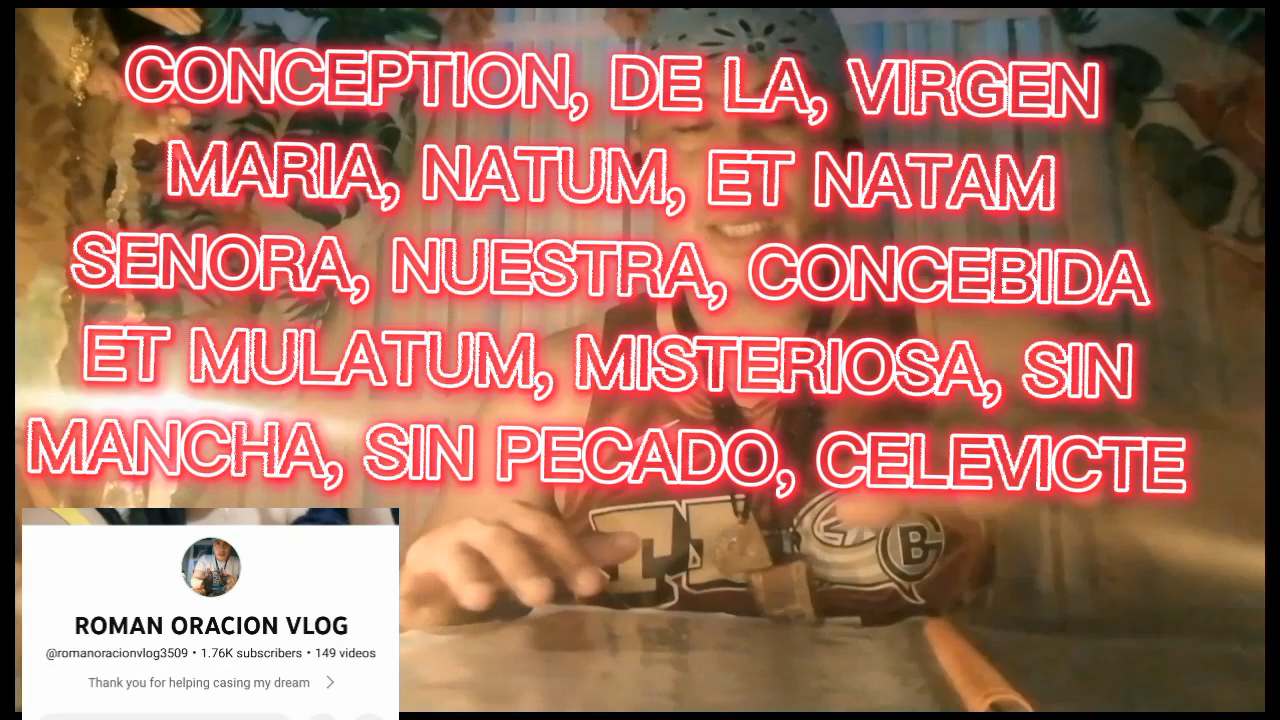 CONCEPTION, DE LA, VIRGEN
MARIA, NATUM, ET NATAM
SENORA, NUESTRA, CONCEBIDA
ET MULATUM, MISTERIOSA, SIN
MANCHA, SIN PECADO, CELEVICTE
B
ROMAN ORACION VLOG
@romanoracionvlog3509 • 1.76K subscribers • 149 videos
Thank you for helping casing my dream